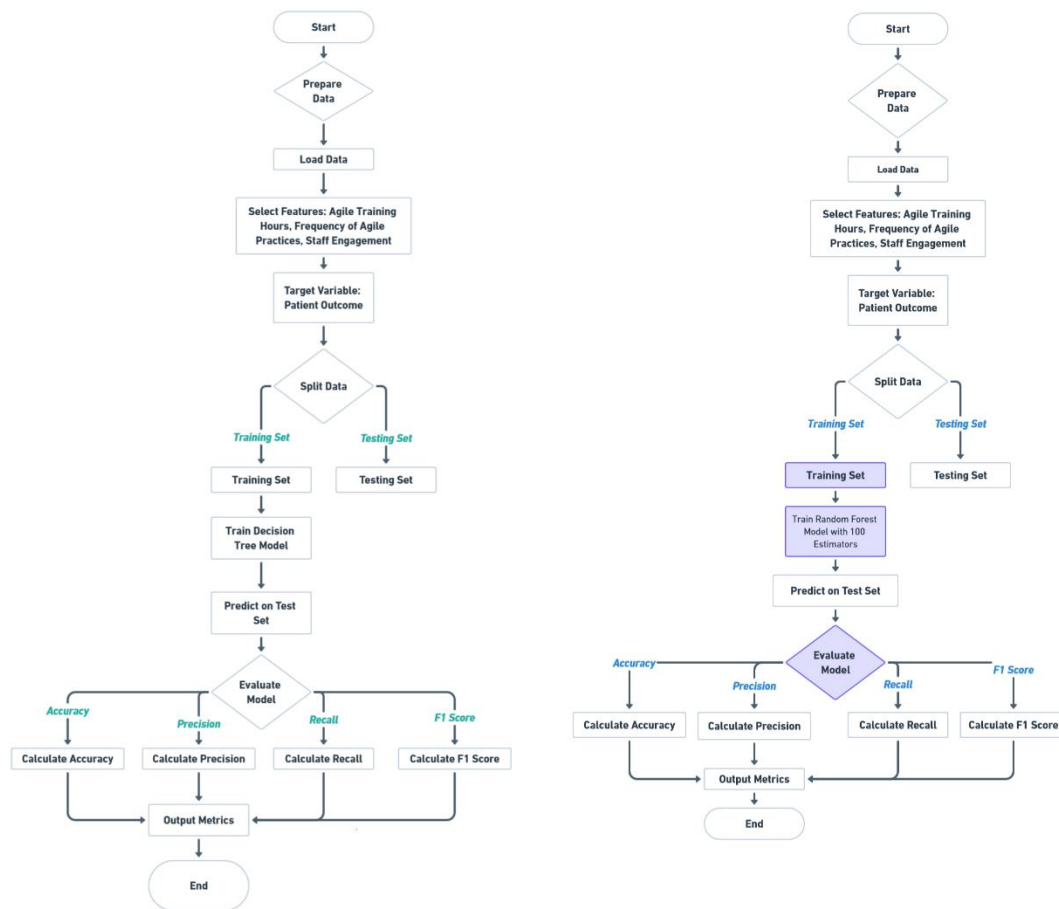 Start
Prepare
Data
Load Data
Select Features: Agile Training
Hours, Frequency of Agile
Practices, Staff Engagement
Target Variable:
Patient Outcome
Split Data
Training Set
Testing Set
Training Set
Testing Set
Train Decision
Tree Model
Predict on Test
Set
Evaluate
Model
Accuracy
Precision
Recall
F1 Score
Calculate Accuracy
Calculate Precision
Calculate Recall
Calculate F1 Score
Output Metrics
End
Start
Prepare
Data
Load Data
Select Features: Agile Training
Hours, Frequency of Agile
Practices, Staff Engagement
Target Variable:
Patient Outcome
Split Data
Training Set
Testing Set
Training Set
Testing Set
Train Random Forest
Model with 100
Estimators
Predict on Test Set
Evaluate
Model
Accuracy
Precision
Recall
F1 Score
Calculate Accuracy
Calculate Precision
Calculate Recall
Calculate F1 Score
Output Metrics
End